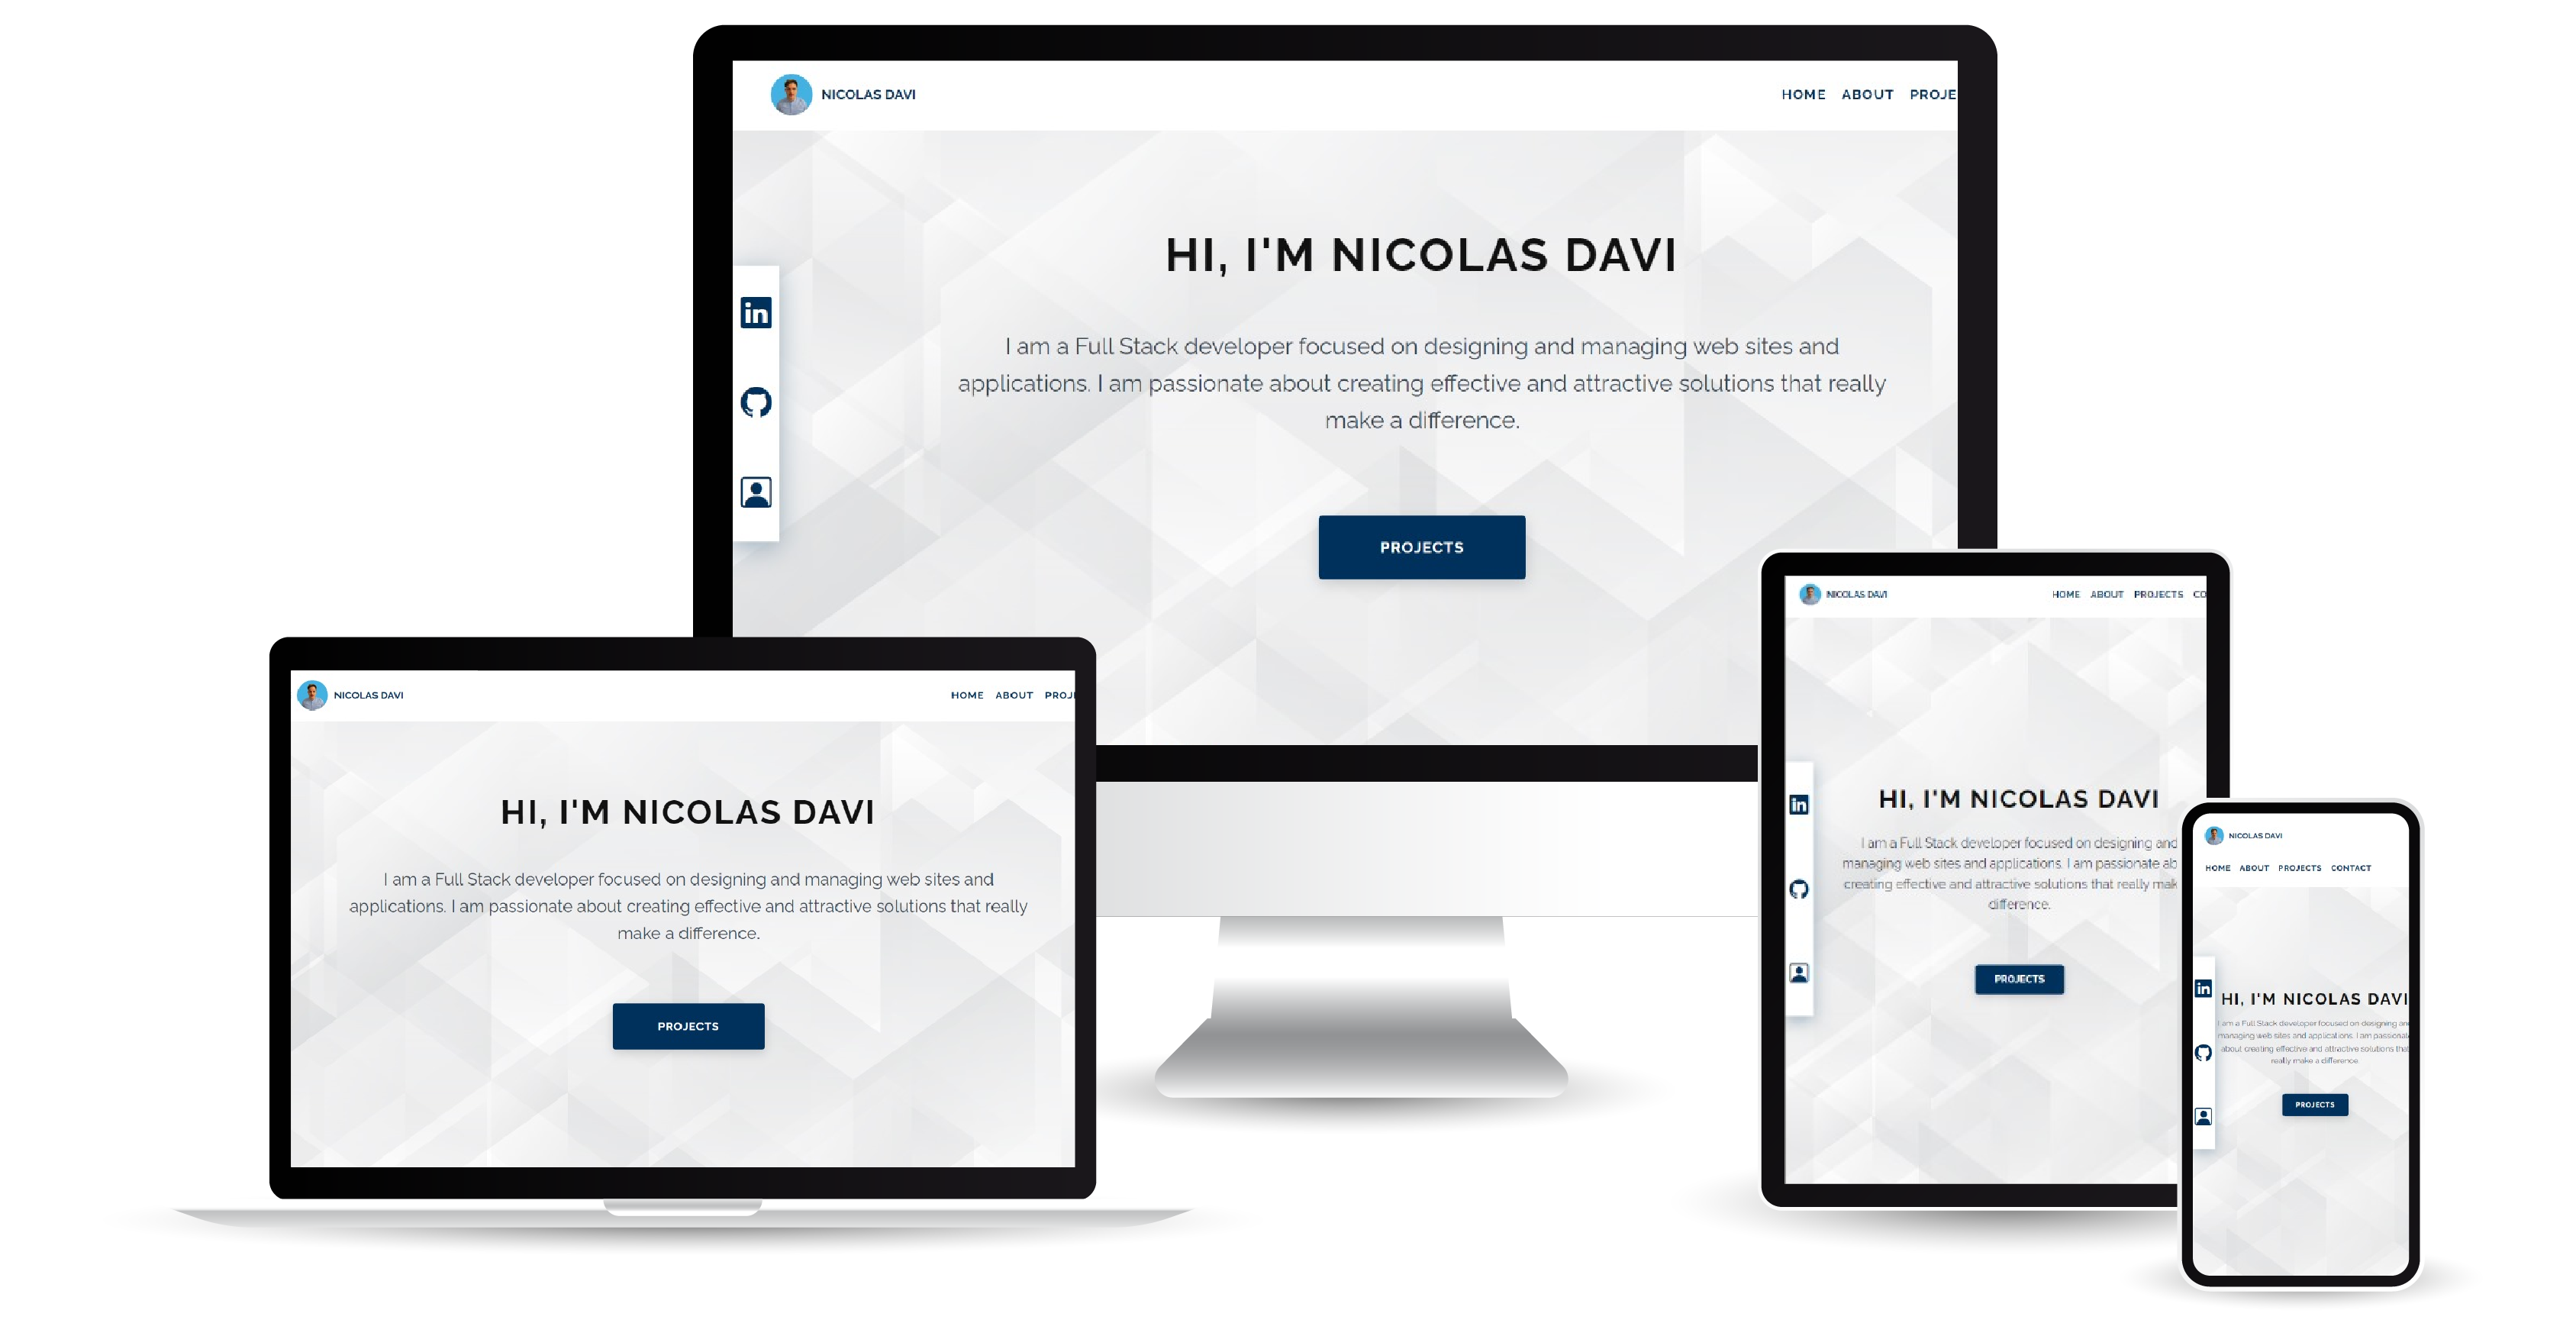 NICOLAS DAVI
HOME ABOUT PROJE
HI, I'M NICOLAS DAVI
in
I am a Full Stack developer focused on designing and managing web sites and
applications. I am passionate about creating effective and attractive solutions that really
make a difference.
PROJECTS
NICOLAS DAVI
HOME ABOUT PROJ
HI, I'M NICOLAS DAVI
I am a Full Stack developer focused on designing and managing web sites and
applications. I am passionate about creating effective and attractive solutions that really
make a difference.
PROJECTS
NICOLAS DAVI
HOME ABOUT PROJECTS CO
HI, I'M NICOLAS DAVI
in
I am a Full Stack developer focused on designing and
managing web sites and applications. I am passionate ab
creating effective and attractive solutions that really mak
difference.
PROJECTS
NICOLAS DAVI
HOME ABOUT PROJECTS CONTACT
in
HI, I'M NICOLAS DAVI
I am a Full Stack developer focused on designing an
managing web sites and applications. I am passionat
about creating effective and attractive solutions that
really make a difference.
PROJECTS